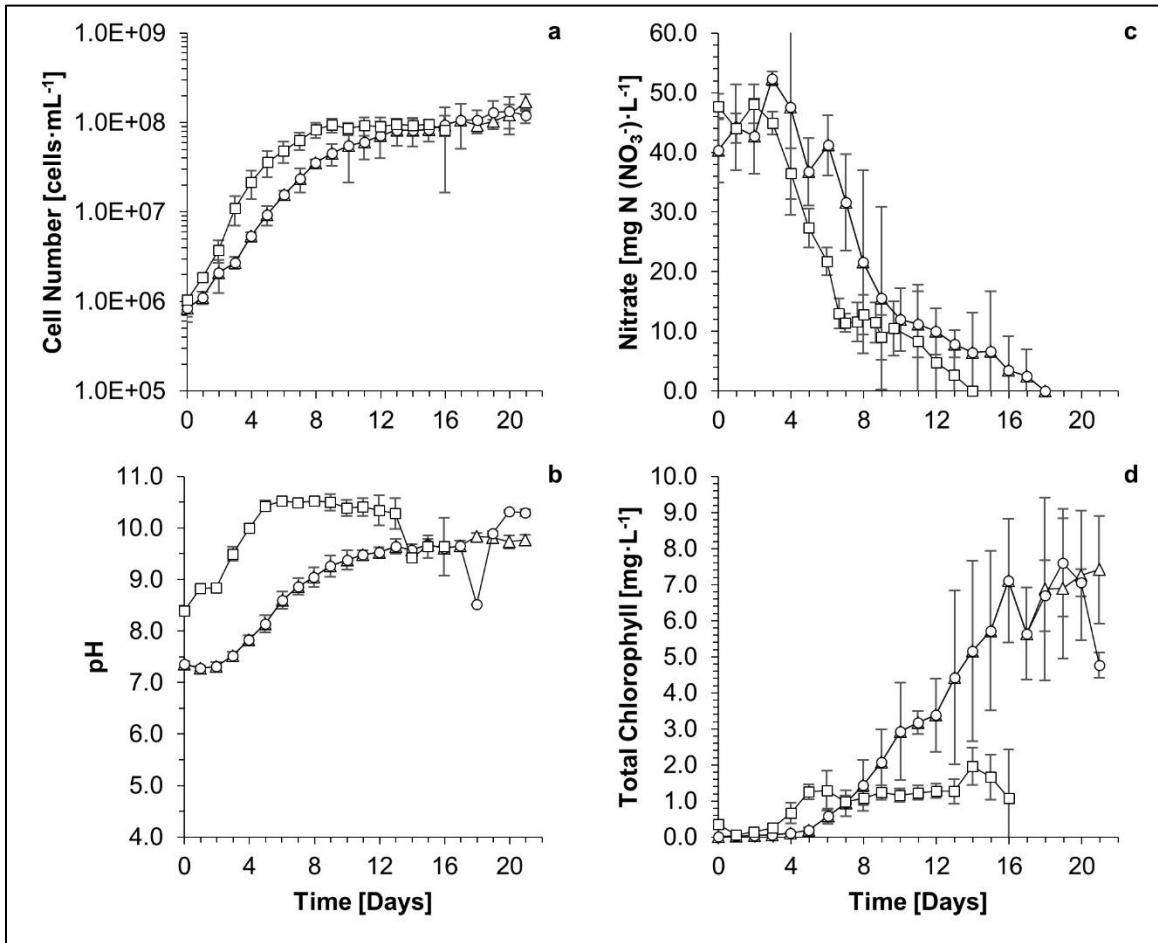 a
1.0E+09
1.0E+08
1.0E+07
1.0E+06
1.0E+05
Cell Number [cells·mL⁻¹]
0 4 8 12 16 20
c
60.0
50.0
40.0
30.0
20.0
10.0
0.0
Nitrate [mg N (NO₃⁻)·L⁻¹]
0 4 8 12 16 20
b
11.0
10.0
9.0
8.0
7.0
6.0
5.0
4.0
pH
0 4 8 12 16 20
Time [Days]
d
10.0
9.0
8.0
7.0
6.0
5.0
4.0
3.0
2.0
1.0
0.0
Total Chlorophyll [mg·L⁻¹]
0 4 8 12 16 20
Time [Days]